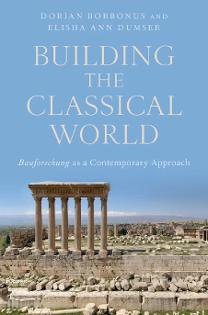 DORIAN BORBONUS AND
ELISHA ANN DUMSER
BUILDING
THE
CLASSICAL
WORLD
Bauforschung as a Contemporary Approach